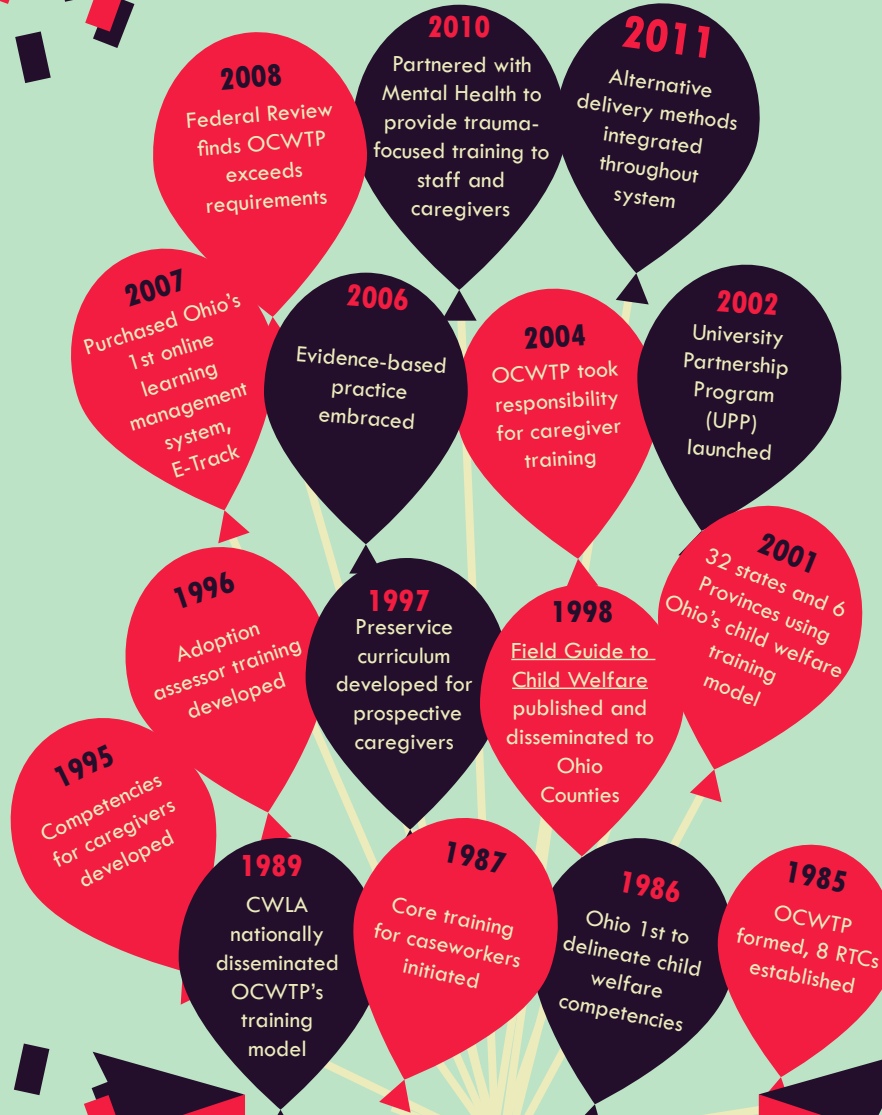 2008
Federal Review
finds OCWTP
exceeds
requirements
2010
Partnered with
Mental Health to
provide trauma-
focused training to
staff and
caregivers
2011
Alternative
delivery methods
integrated
throughout
system
2007
Purchased Ohio's
1st online
learning
management
system,
E-Track
2006
Evidence-based
practice
embraced
2004
OCWTP took
responsibility
for caregiver
training
2002
University
Partnership
Program
(UPP)
launched
1996
Adoption
assessor training
developed
1997
Preservice
curriculum
developed for
prospective
caregivers
1998
Field Guide to
Child Welfare
published and
disseminated to
Ohio
Counties
2001
32 states and 6
Provinces using
Ohio's child welfare
training
model
1995
Competencies
for caregivers
developed
1989
CWLA
nationally
disseminated
OCWTP's
training
model
1987
Core training
for caseworkers
initiated
1986
Ohio 1st to
delineate child
welfare
competencies
1985
OCWTP
formed, 8 RTCs
established